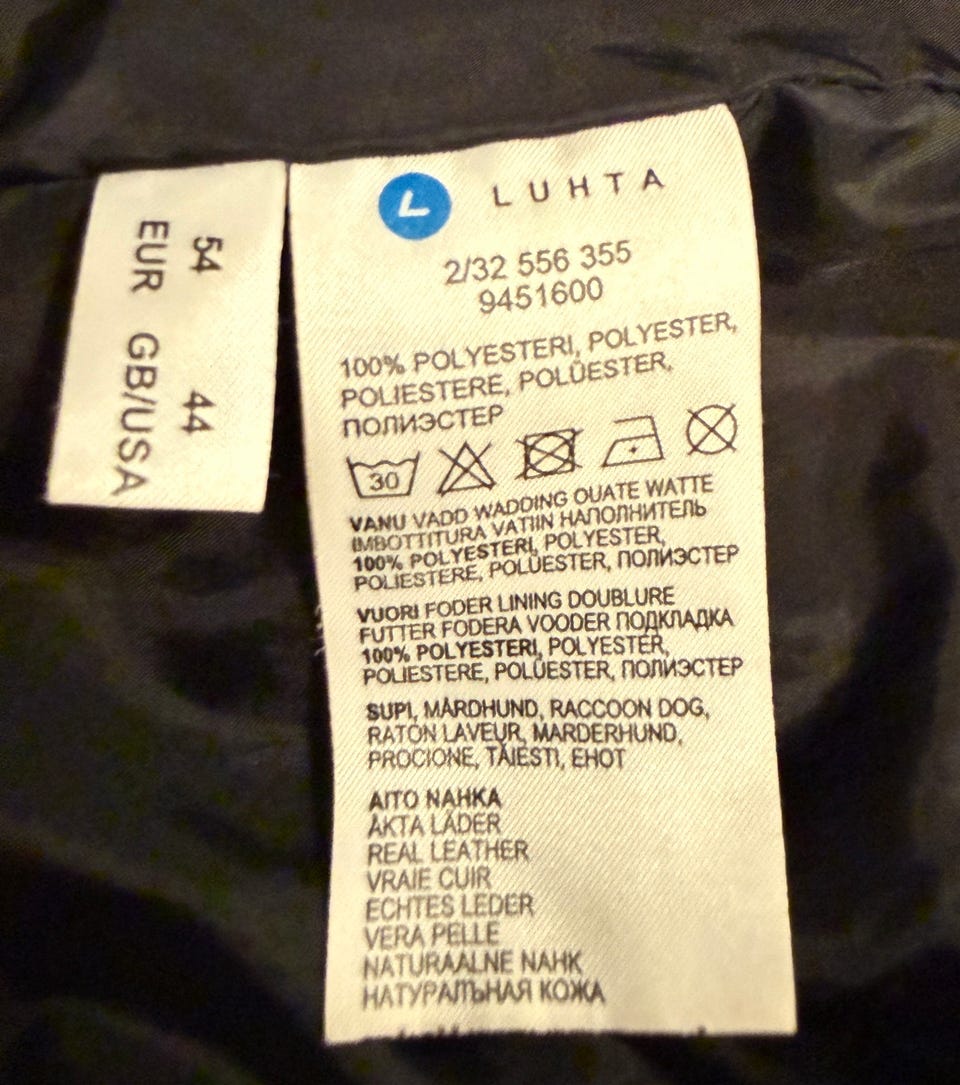 54 44
EUR GB/USA
L LUHTA
2/32 556 355
9451600
100% POLYESTERI, POLYESTER,
POLIESTERE, POLÜESTER,
ПОЛИЭСТЕР
30
VANU VADD WADDING OUATE WATTE
IMBOTTITURA VATIIN НАПОЛНИТЕЛЬ
100% POLYESTERI, POLYESTER,
POLIESTERE, POLÜESTER, ПОЛИЭСТЕР
VUORI FODER LINING DOUBLURE
FUTTER FODERA VOODER ПОДКЛАДКА
100% POLYESTERI, POLYESTER,
POLIESTERE, POLÜESTER, ПОЛИЭСТЕР
SUPI, MÅRDHUND, RACCOON DOG,
RATON LAVEUR, MARDERHUND,
PROCIONE, TÄIESTI, ЕНОТ
AITO NAHKA
ÄKTA LÄDER
REAL LEATHER
VRAIE CUIR
ECHTES LEDER
VERA PELLE
NATURAALNE NAHK
НАТУРАЛЬНАЯ КОЖА